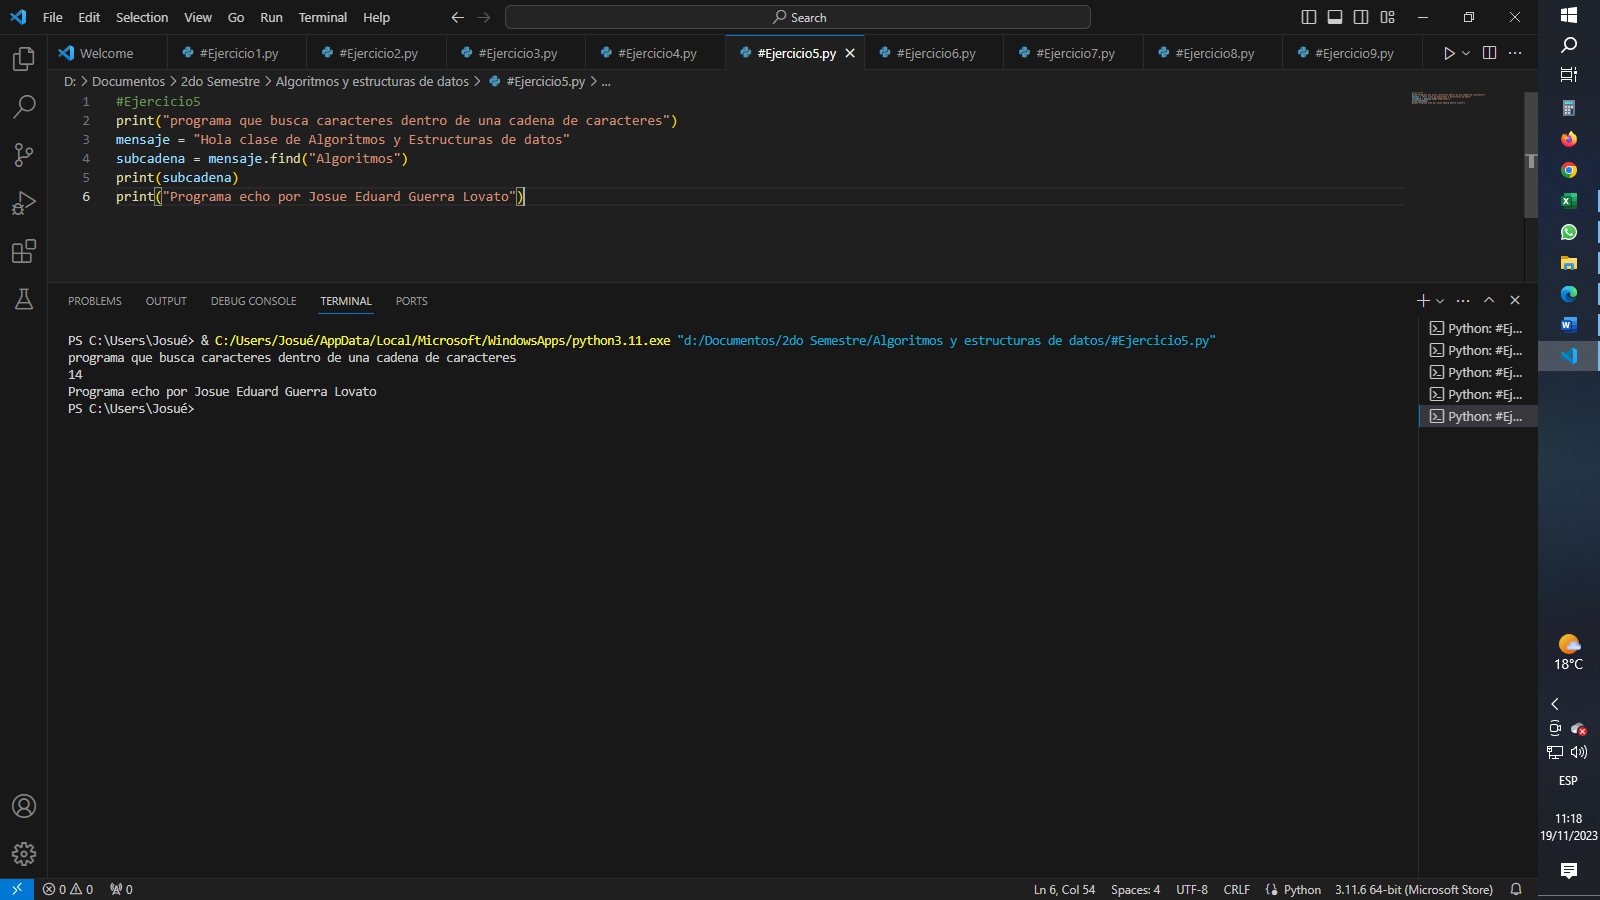 File Edit Selection View Go Run Terminal Help
Search
Welcome #Ejercicio1.py #Ejercicio2.py #Ejercicio3.py #Ejercicio4.py #Ejercicio5.py #Ejercicio6.py #Ejercicio7.py #Ejercicio8.py #Ejercicio9.py
D: > Documentos > 2do Semestre > Algoritmos y estructuras de datos > #Ejercicio5.py > ...
1 #Ejercicio5
2 print("programa que busca caracteres dentro de una cadena de caracteres")
3 mensaje = "Hola clase de Algoritmos y Estructuras de datos"
4 subcadena = mensaje.find("Algoritmos")
5 print(subcadena)
6 print("Programa echo por Josue Eduard Guerra Lovato")
PROBLEMS OUTPUT DEBUG CONSOLE TERMINAL PORTS
PS C:\Users\Josué> & C:/Users/Josué/AppData/Local/Microsoft/WindowsApps/python3.11.exe "d:/Documentos/2do Semestre/Algoritmos y estructuras de datos/#Ejercicio5.py"
programa que busca caracteres dentro de una cadena de caracteres
14
Programa echo por Josue Eduard Guerra Lovato
PS C:\Users\Josué>
Python: #Ej...
Python: #Ej...
Python: #Ej...
Python: #Ej...
Python: #Ej...
18°C
ESP
11:18
19/11/2023
0 0 0
Ln 6, Col 54 Spaces: 4 UTF-8 CRLF Python 3.11.6 64-bit (Microsoft Store)